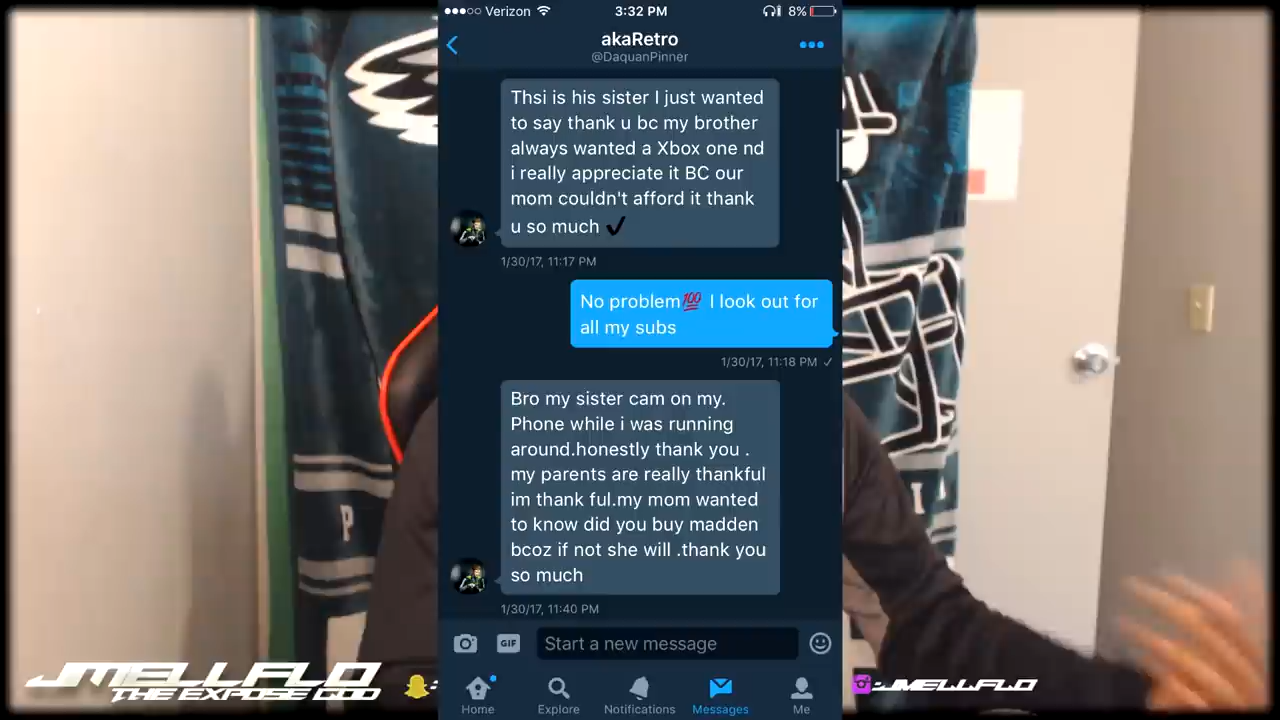 Verizon 3:32 PM 8%
akaRetro
@DaquanPinner
Thsi is his sister I just wanted
to say thank u bc my brother
always wanted a Xbox one nd
i really appreciate it BC our
mom couldn't afford it thank
u so much ✔
1/30/17, 11:17 PM
No problem💯 I look out for
all my subs
1/30/17, 11:18 PM ✓
Bro my sister cam on my.
Phone while i was running
around.honestly thank you .
my parents are really thankful
im thank ful.my mom wanted
to know did you buy madden
bcoz if not she will .thank you
so much
1/30/17, 11:40 PM
GIF Start a new message
Home Explore Notifications Messages Me
JMELLFLO
THE EXPOSE GOD
:JMELLFLO
P